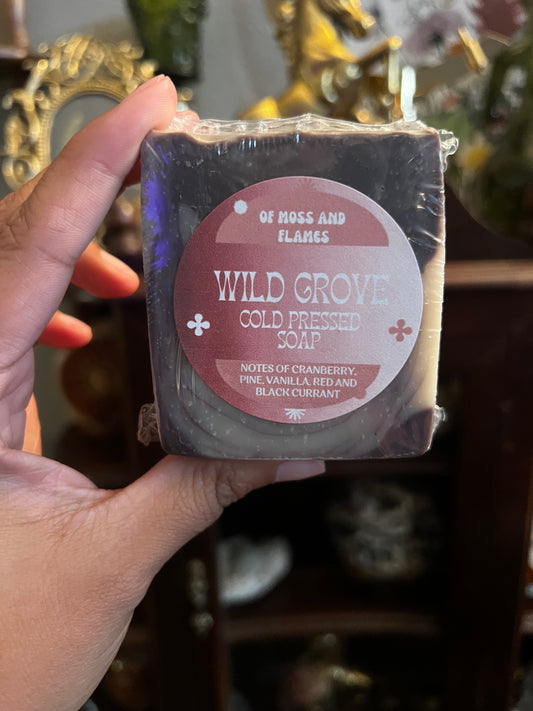 OF MOSS AND
FLAMES
WILD GROVE
COLD PRESSED
SOAP
NOTES OF CRANBERRY,
PINE, VANILLA, RED AND
BLACK CURRANT